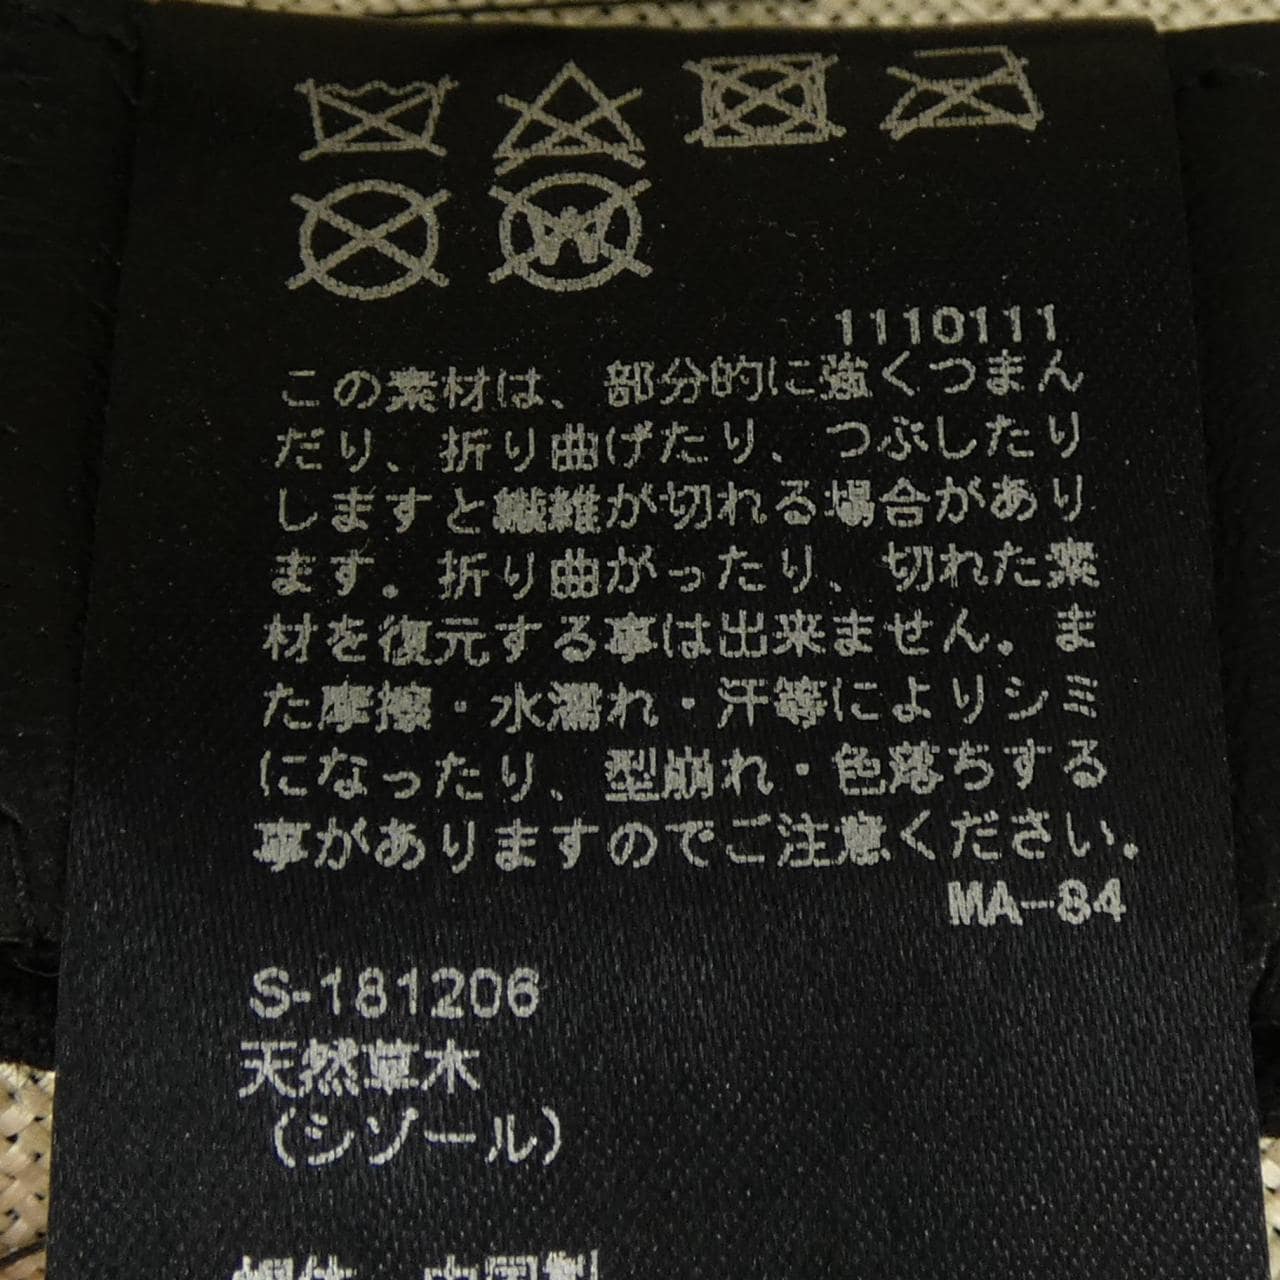 1110111
この素材は、部分的に強くつまん
だり、折り曲げたり、つぶしたり
しますと繊維が切れる場合があり
ます。折り曲がったり、切れた素
材を復元する事は出来ません。ま
た摩擦・水濡れ・汗等によりシミ
になったり、型崩れ・色落ちする
事がありますのでご注意ください。
MA-84
S-181206
天然草木
(シゾール)